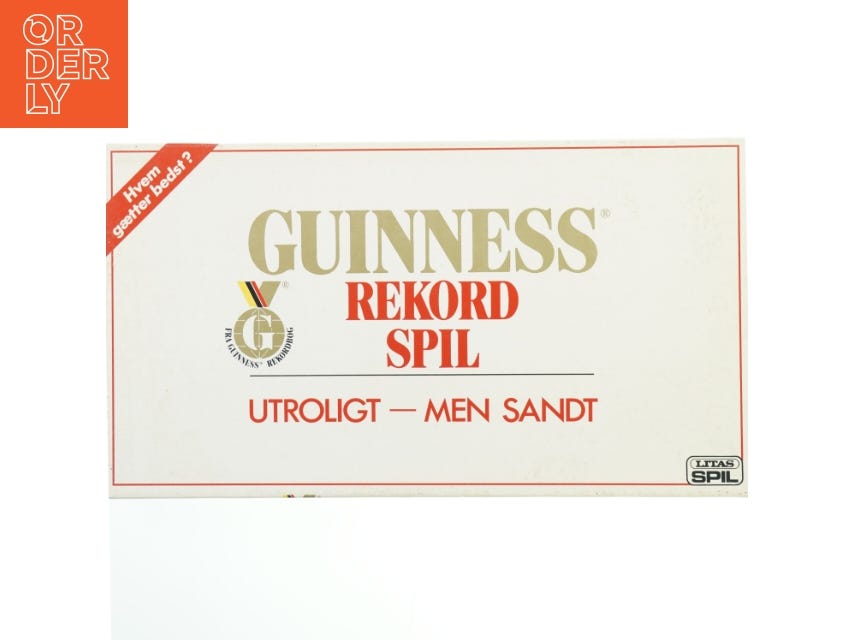 OR
DER
LY
Hvem
gætter bedst?
GUINNESS®
REKORD
SPIL
®
G
FRA GUINNESS® REKORDBOG
UTROLIGT — MEN SANDT
LITAS
SPIL